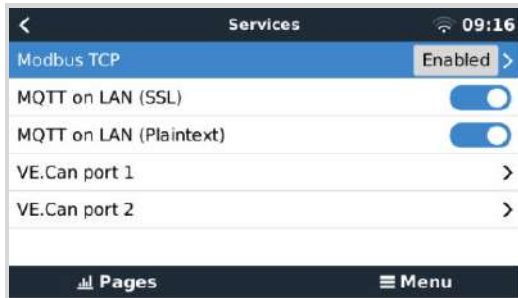 Services 09:16
Modbus TCP Enabled
MQTT on LAN (SSL)
MQTT on LAN (Plaintext)
VE.Can port 1
VE.Can port 2
Pages Menu